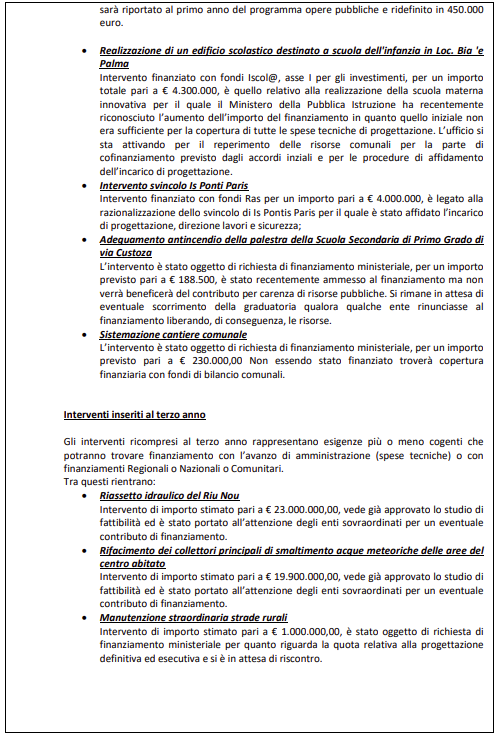 sarà riportato al primo anno del programma opere pubbliche e ridefinito in 450.000
euro.
• Realizzazione di un edificio scolastico destinato a scuola dell'infanzia in Loc. Bia 'e
Palma
Intervento finanziato con fondi Iscol@, asse I per gli investimenti, per un importo
totale pari a € 4.300.000, è quello relativo alla realizzazione della scuola materna
innovativa per il quale il Ministero della Pubblica Istruzione ha recentemente
riconosciuto l'aumento dell'importo del finanziamento in quanto quello iniziale non
era sufficiente per la copertura di tutte le spese tecniche di progettazione. L'ufficio si
sta attivando per il reperimento delle risorse comunali per la parte di
cofinanziamento previsto dagli accordi inziali e per le procedure di affidamento
dell'incarico di progettazione.
• Intervento svincolo Is Ponti Paris
Intervento finanziato con fondi Ras per un importo pari a € 4.000.000, è legato alla
razionalizzazione dello svincolo di Is Pontis Paris per il quale è stato affidato l'incarico
di progettazione, direzione lavori e sicurezza;
• Adeguamento antincendio della palestra della Scuola Secondaria di Primo Grado di
via Custoza
L'intervento è stato oggetto di richiesta di finanziamento ministeriale, per un importo
previsto pari a € 188.500, è stato recentemente ammesso al finanziamento ma non
verrà beneficerà del contributo per carenza di risorse pubbliche. Si rimane in attesa di
eventuale scorrimento della graduatoria qualora qualche ente rinunciasse al
finanziamento liberando, di conseguenza, le risorse.
• Sistemazione cantiere comunale
L'intervento è stato oggetto di richiesta di finanziamento ministeriale, per un importo
previsto pari a € 230.000,00 Non essendo stato finanziato troverà copertura
finanziaria con fondi di bilancio comunali.
Interventi inseriti al terzo anno
Gli interventi ricompresi al terzo anno rappresentano esigenze più o meno cogenti che
potranno trovare finanziamento con l'avanzo di amministrazione (spese tecniche) o con
finanziamenti Regionali o Nazionali o Comunitari.
Tra questi rientrano:
• Riassetto idraulico del Riu Nou
Intervento di importo stimato pari a € 23.000.000,00, vede già approvato lo studio di
fattibilità ed è stato portato all'attenzione degli enti sovraordinati per un eventuale
contributo di finanziamento.
• Rifacimento dei collettori principali di smaltimento acque meteoriche delle aree del
centro abitato
Intervento di importo stimato pari a € 19.900.000,00, vede già approvato lo studio di
fattibilità ed è stato portato all'attenzione degli enti sovraordinati per un eventuale
contributo di finanziamento.
• Manutenzione straordinaria strade rurali
Intervento di importo stimato pari a € 1.000.000,00, è stato oggetto di richiesta di
finanziamento ministeriale per quanto riguarda la quota relativa alla progettazione
definitiva ed esecutiva e si è in attesa di riscontro.